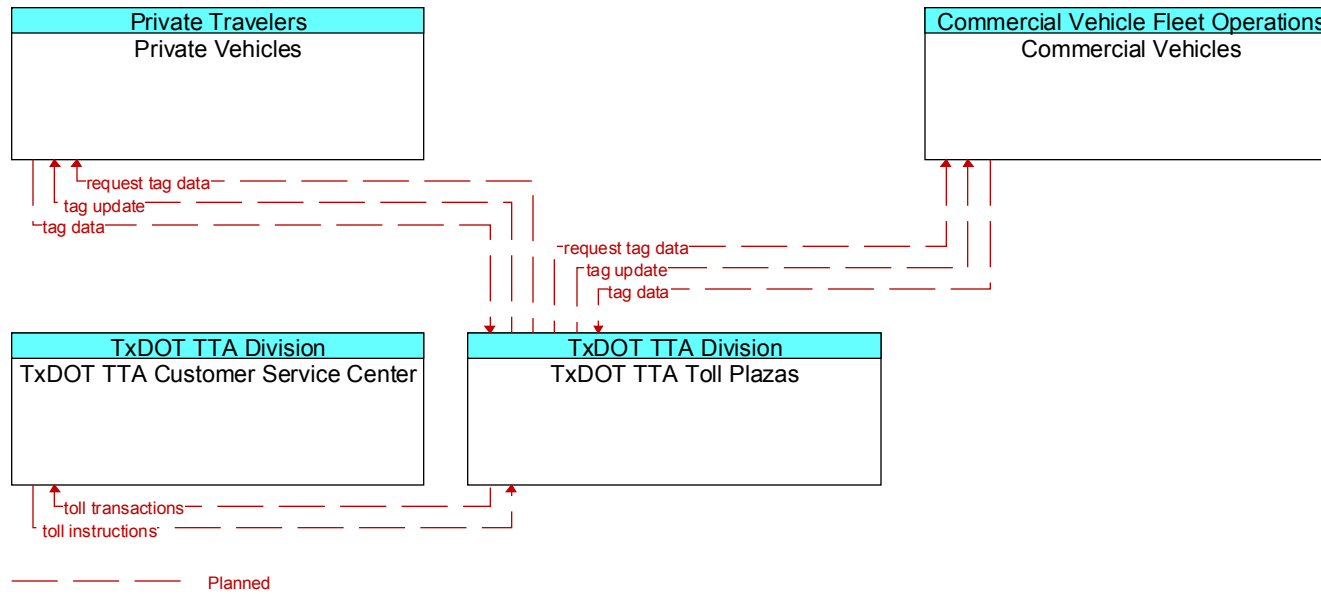 Private Travelers
Private Vehicles
Commercial Vehicle Fleet Operations
Commercial Vehicles
request tag data
tag update
tag data
request tag data
tag update
tag data
TxDOT TTA Division
TxDOT TTA Customer Service Center
TxDOT TTA Division
TxDOT TTA Toll Plazas
toll transactions
toll instructions
Planned